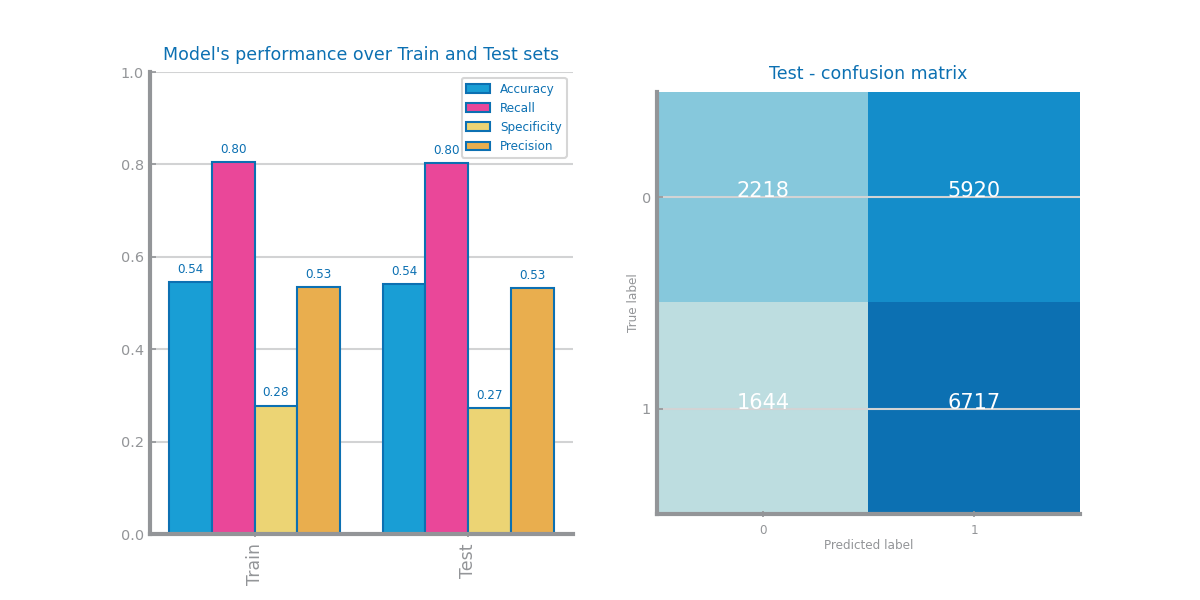 Model's performance over Train and Test sets
1.0
0.8
0.6
0.4
0.2
0.0
Accuracy
Recall
Specificity
Precision
0.54
0.80
0.28
0.53
0.54
0.80
0.27
0.53
Train
Test
Test - confusion matrix
True label
0
1
2218
5920
1644
6717
0
1
Predicted label